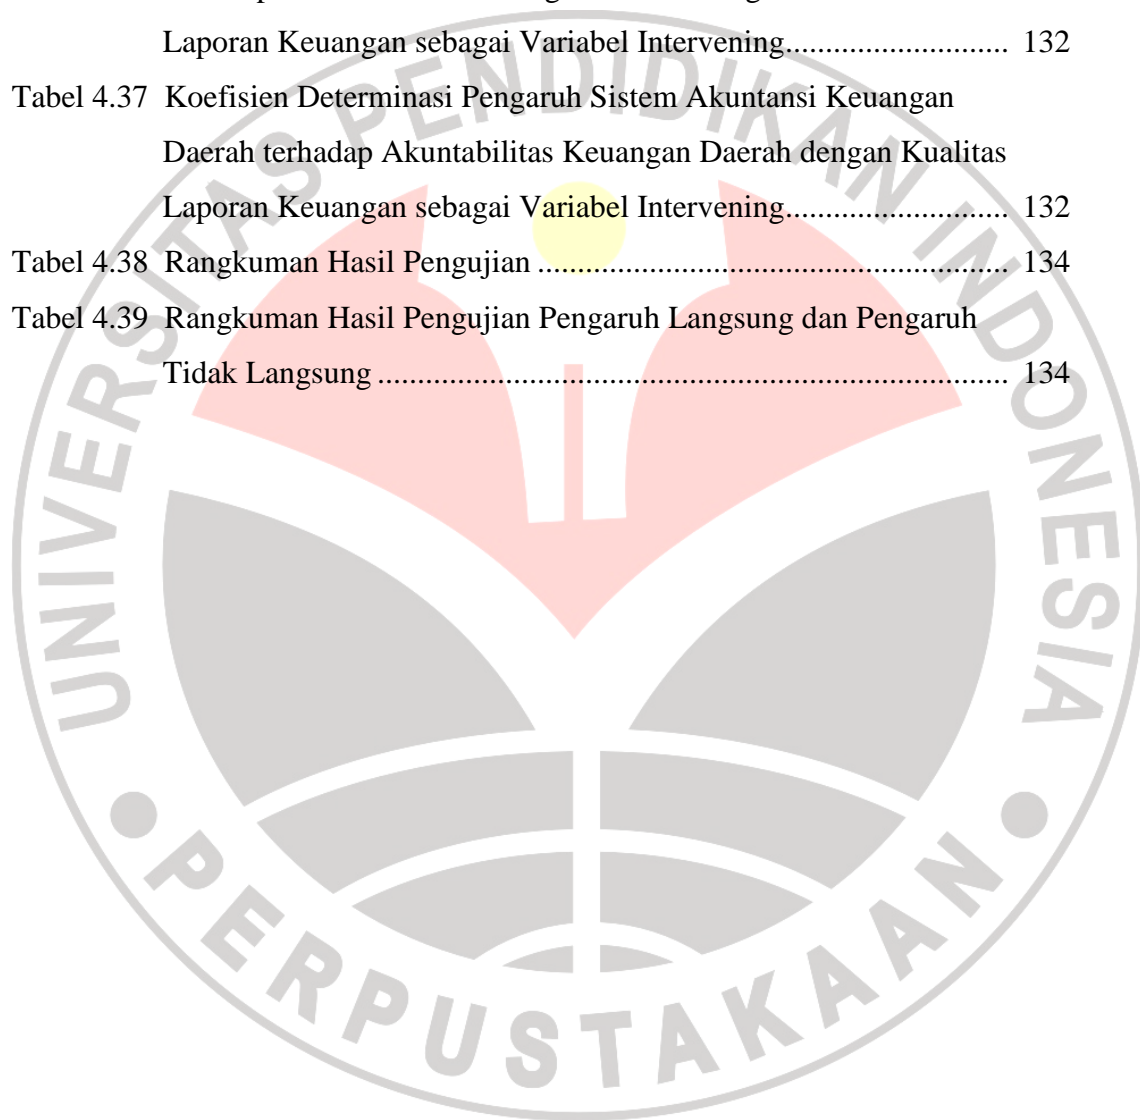 Laporan Keuangan sebagai Variabel Intervening............................ 132
Tabel 4.37 Koefisien Determinasi Pengaruh Sistem Akuntansi Keuangan
Daerah terhadap Akuntabilitas Keuangan Daerah dengan Kualitas
Laporan Keuangan sebagai Variabel Intervening............................ 132
Tabel 4.38 Rangkuman Hasil Pengujian .................................................. 134
Tabel 4.39 Rangkuman Hasil Pengujian Pengaruh Langsung dan Pengaruh
Tidak Langsung .................................................................. 134
UNIVERSITAS PENDIDIKAN INDONESIA
PERPUSTAKAAN